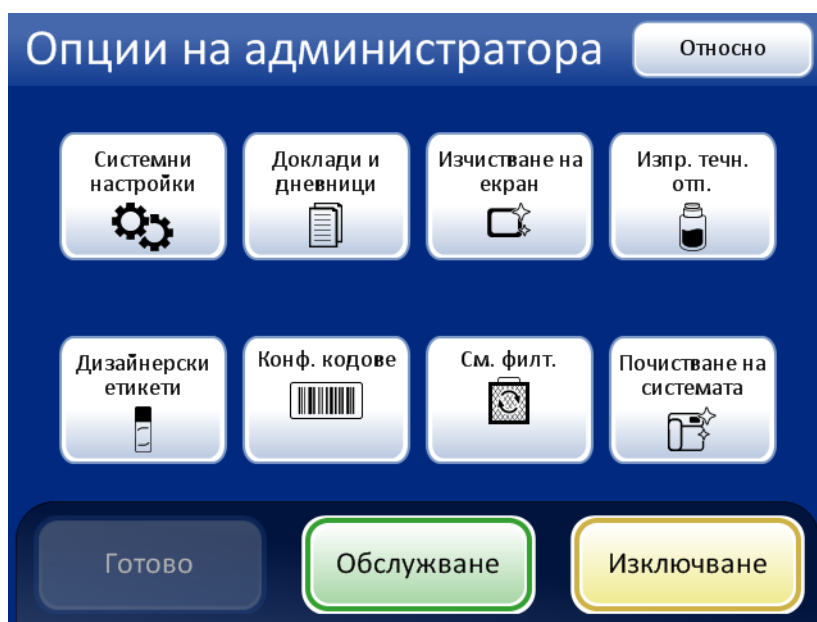 Опции на администратора
Относно
Системни
настройки
Доклади и
дневници
Изчистване на
екран
Изпр. течн.
отп.
Дизайнерски
етикети
Конф. кодове
См. филт.
Почистване на
системата
Готово
Обслужване
Изключване